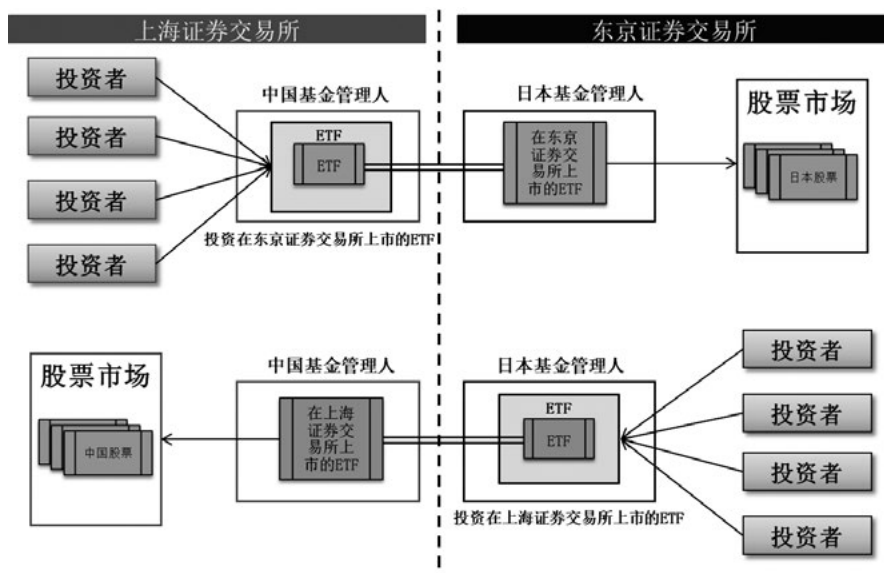 上海证券交易所
东京证券交易所
投资者
投资者
投资者
投资者
中国基金管理人
ETF
ETF
投资在东京证券交易所上市的ETF
日本基金管理人
在东京
证券交
易所上
市的ETF
股票市场
日本股票
股票市场
中国股票
中国基金管理人
在上海
证券交
易所上
市的ETF
日本基金管理人
ETF
ETF
投资在上海证券交易所上市的ETF
投资者
投资者
投资者
投资者